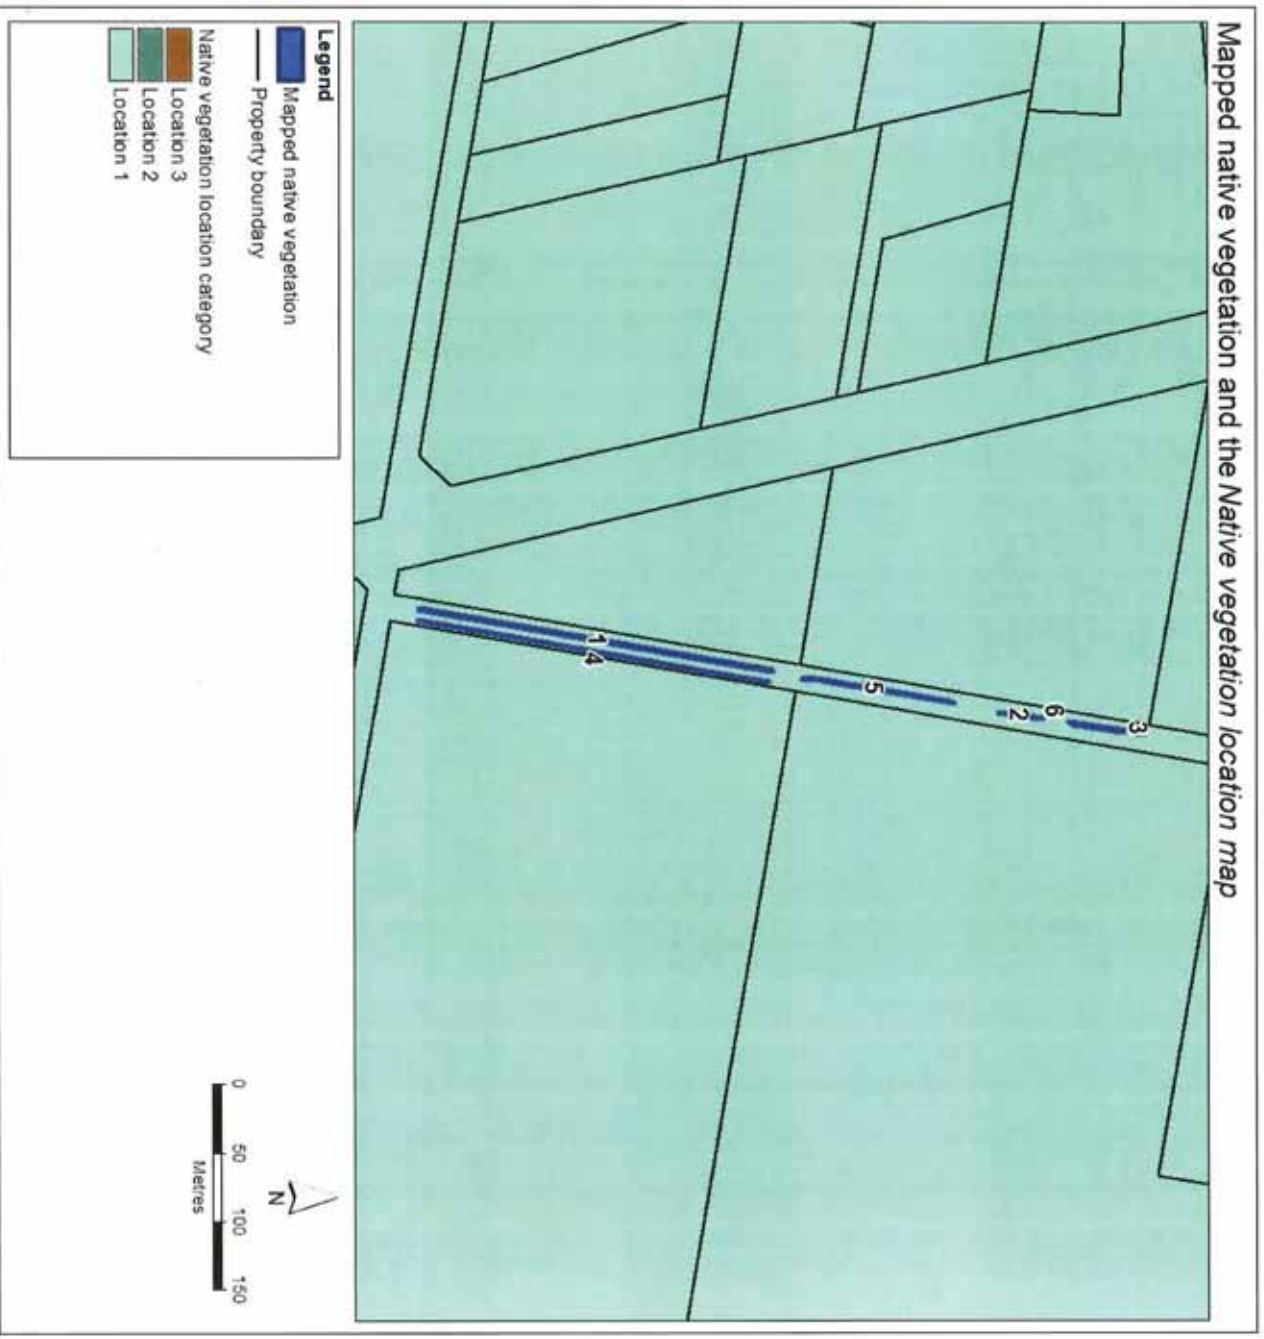 Mapped native vegetation and the Native vegetation location map
3
6
2
5
1
4
Legend
Mapped native vegetation
Property boundary
Native vegetation location category
Location 3
Location 2
Location 1
N
0 50 100 150
Metres